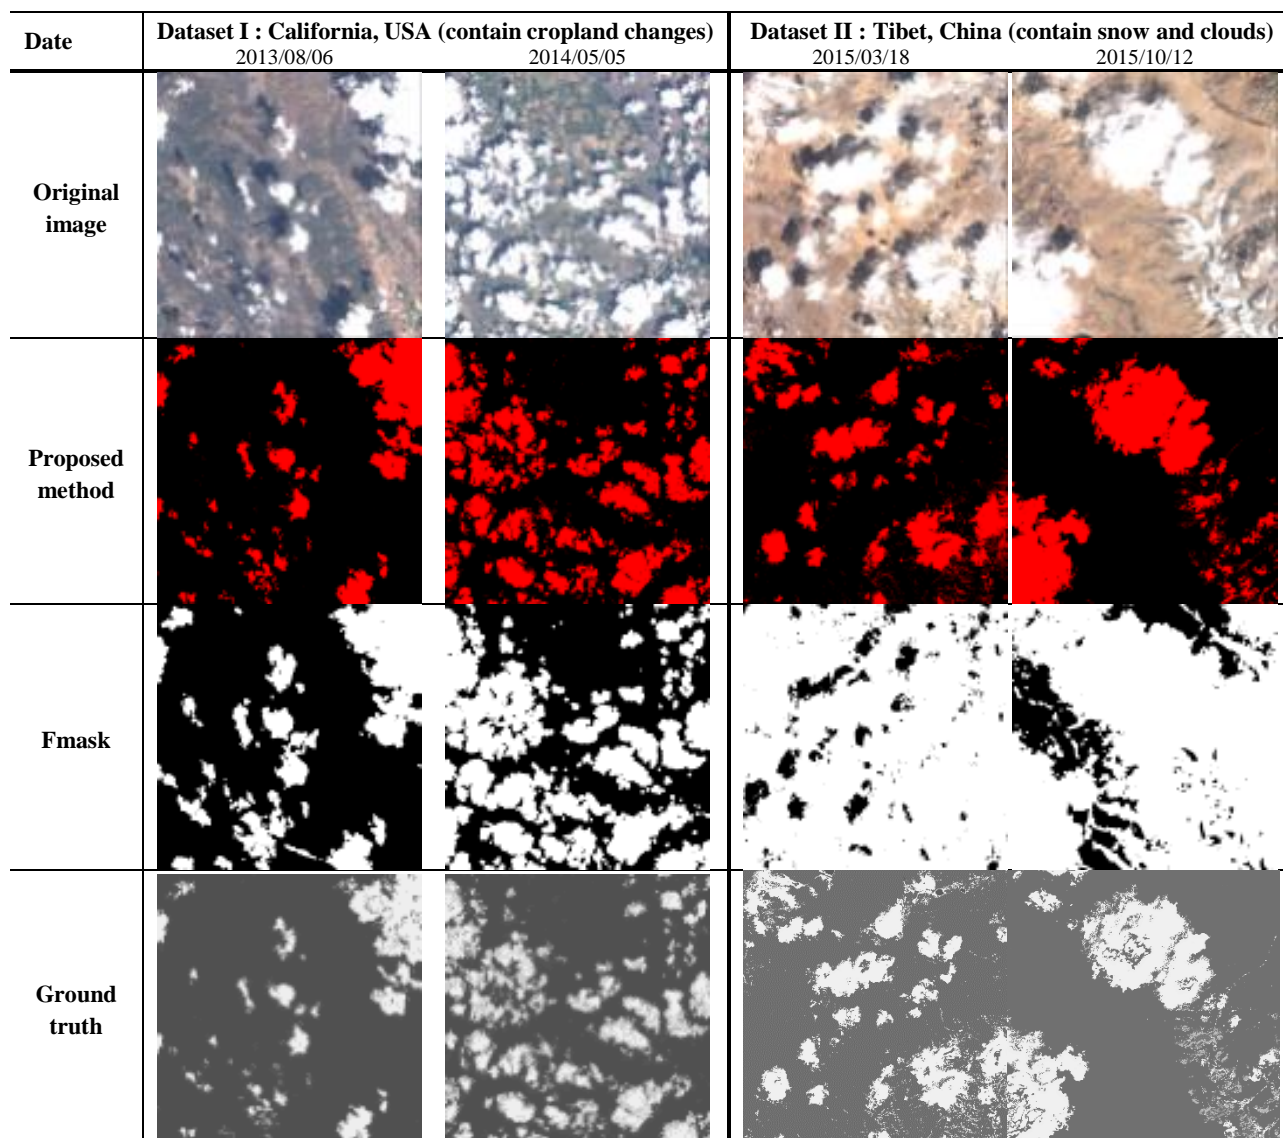 Date
Dataset I : California, USA (contain cropland changes)
2013/08/06 2014/05/05
Dataset II : Tibet, China (contain snow and clouds)
2015/03/18 2015/10/12
Original
image
Proposed
method
Fmask
Ground
truth